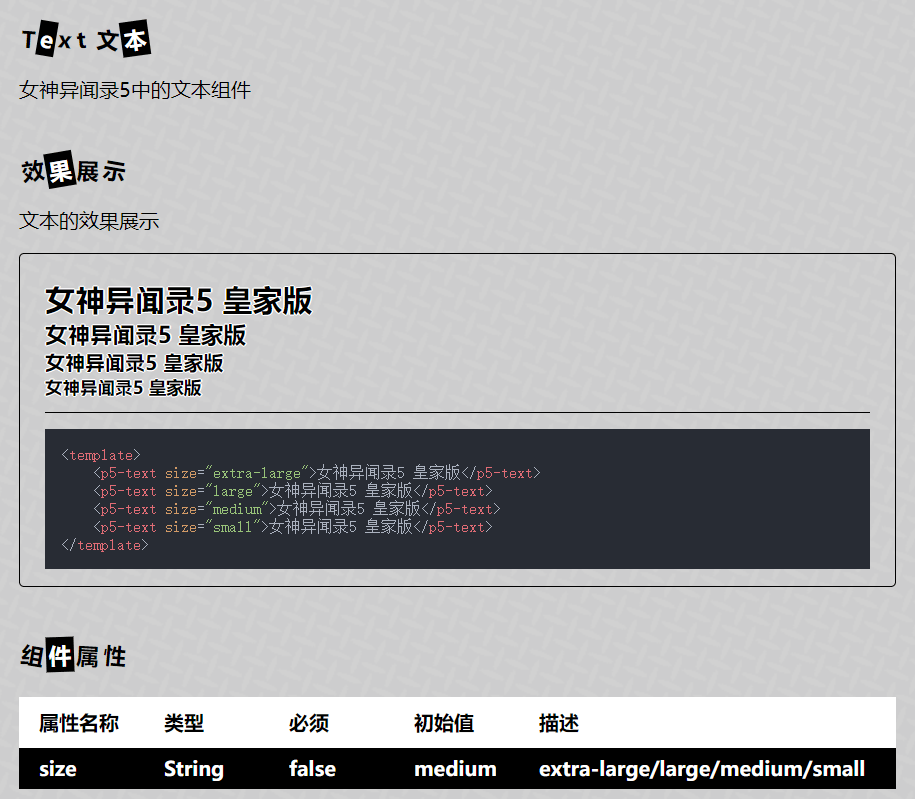 Text 文本
女神异闻录5中的文本组件
效果展示
文本的效果展示
女神异闻录5 皇家版
女神异闻录5 皇家版
女神异闻录5 皇家版
女神异闻录5 皇家版
<template>
    <p5-text size="extra-large">女神异闻录5 皇家版</p5-text>
    <p5-text size="large">女神异闻录5 皇家版</p5-text>
    <p5-text size="medium">女神异闻录5 皇家版</p5-text>
    <p5-text size="small">女神异闻录5 皇家版</p5-text>
</template>
组件属性
属性名称 类型 必须 初始值 描述
size String false medium extra-large/large/medium/small